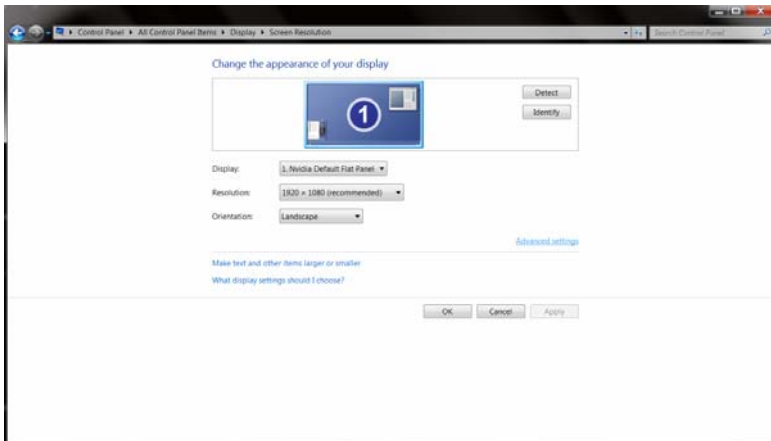 Control Panel ▸ All Control Panel Items ▸ Display ▸ Screen Resolution
Search Control Panel
Change the appearance of your display
1
Detect
Identify
Display:
1. Nvidia Default Flat Panel
Resolution:
1920 × 1080 (recommended)
Orientation:
Landscape
Advanced settings
Make text and other items larger or smaller
What display settings should I choose?
OK
Cancel
Apply